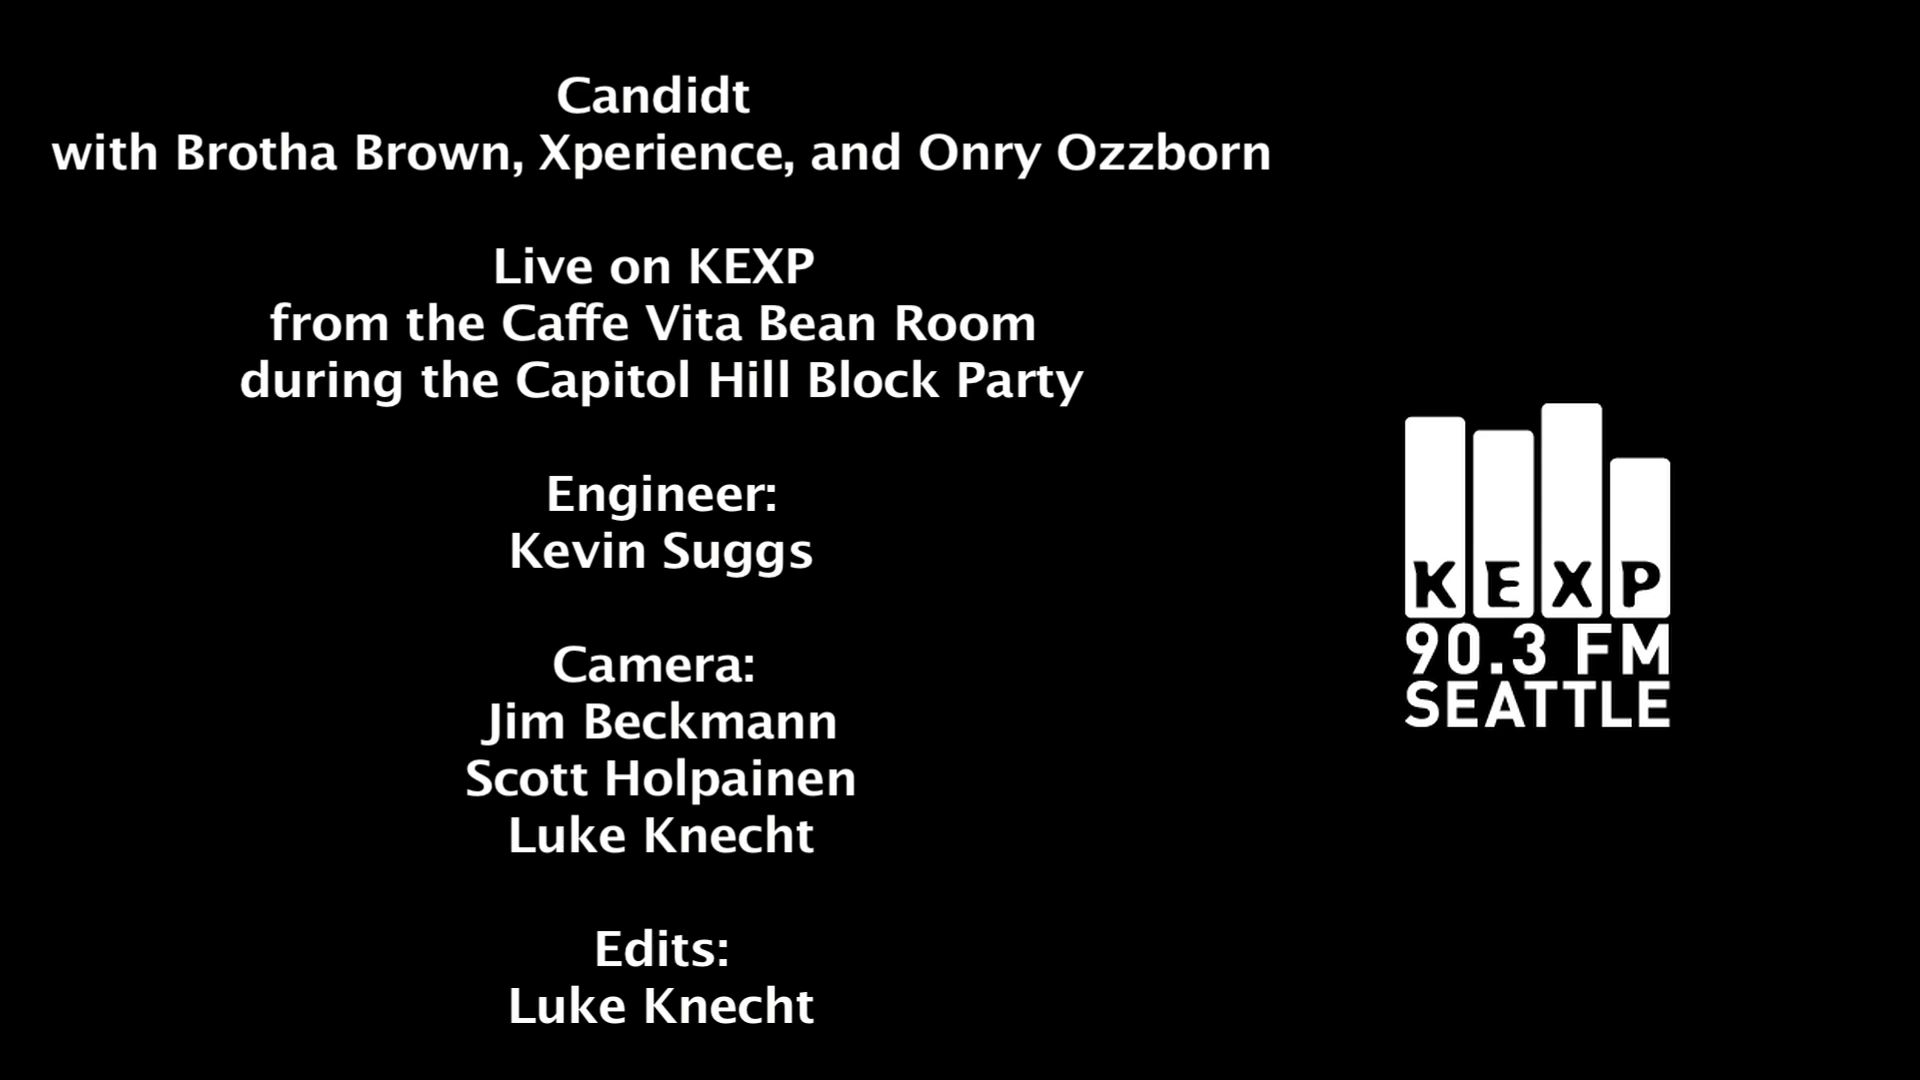 Candidt
with Brotha Brown, Xperience, and Onry Ozzborn
Live on KEXP
from the Caffe Vita Bean Room
during the Capitol Hill Block Party
Engineer:
Kevin Suggs
Camera:
Jim Beckmann
Scott Holpainen
Luke Knecht
Edits:
Luke Knecht
KEXP
90.3 FM
SEATTLE